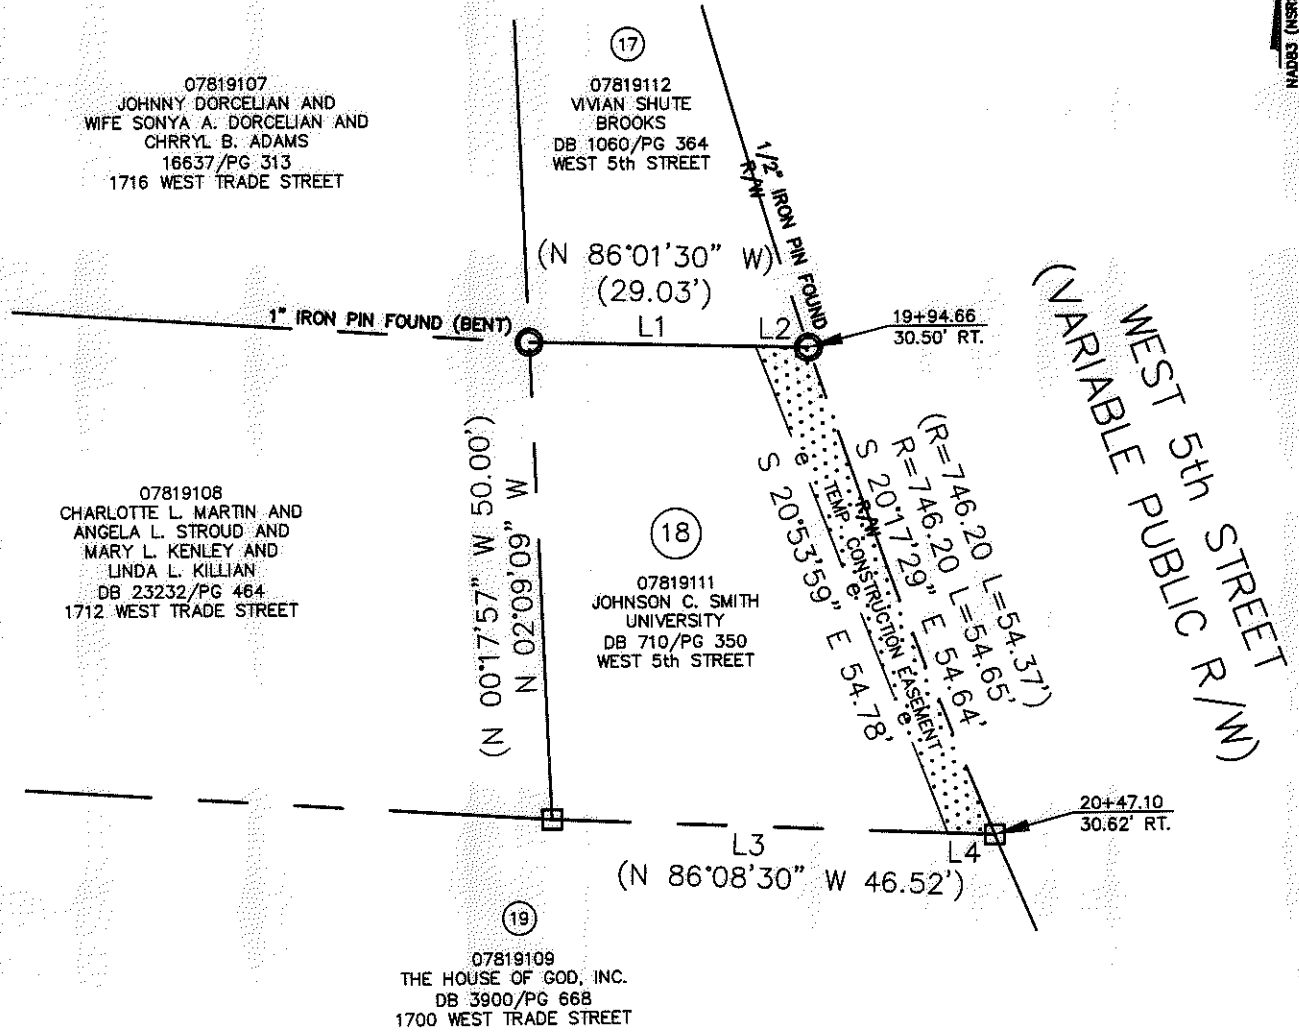 NAD83 (NSRS
17
07819107
JOHNNY DORCELIAN AND
WIFE SONYA A. DORCELIAN AND
CHRRYL B. ADAMS
16637/PG 313
1716 WEST TRADE STREET
07819112
VIVIAN SHUTE
BROOKS
DB 1060/PG 364
WEST 5th STREET
1/2" IRON PIN FOUND
R/W
(N 86°01'30" W)
(29.03')
1" IRON PIN FOUND (BENT)
L1
L2
19+94.66
30.50' RT.
WEST 5th STREET
(VARIABLE PUBLIC R/W)
(R=746.20 L=54.37')
R=746.20 L=54.65'
S 20°17'29" E 54.64'
R/W
TEMP. CONSTRUCTION EASEMENT
e
e
e
S 20°53'59" E 54.78'
(N 00°17'57" W 50.00')
N 02°09'09" W
07819108
CHARLOTTE L. MARTIN AND
ANGELA L. STROUD AND
MARY L. KENLEY AND
LINDA L. KILLIAN
DB 23232/PG 464
1712 WEST TRADE STREET
18
07819111
JOHNSON C. SMITH
UNIVERSITY
DB 710/PG 350
WEST 5th STREET
20+47.10
30.62' RT.
L3
L4
(N 86°08'30" W 46.52')
19
07819109
THE HOUSE OF GOD, INC.
DB 3900/PG 668
1700 WEST TRADE STREET